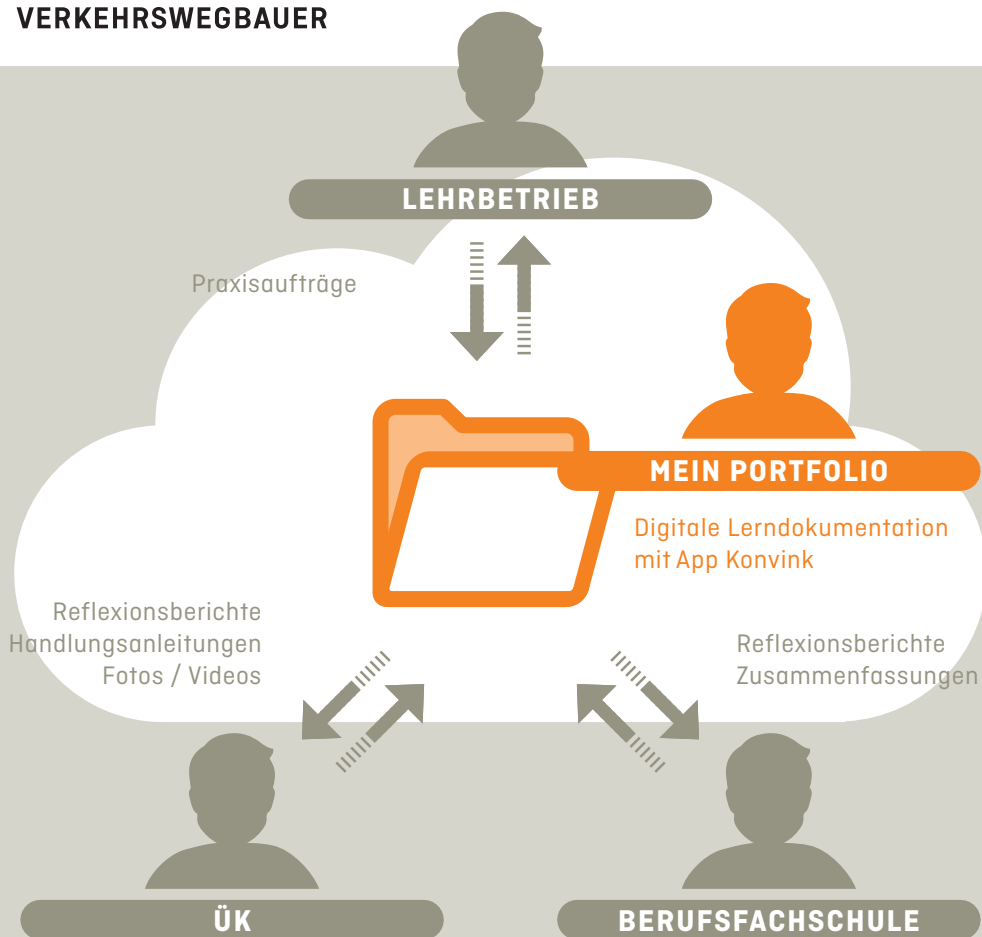 VERKEHRSWEGBAUER
LEHRBETRIEB
Praxisaufträge
MEIN PORTFOLIO
Digitale Lerndokumentation
mit App Konvink
Reflexionsberichte
Handlungsanleitungen
Fotos / Videos
Reflexionsberichte
Zusammenfassungen
ÜK
BERUFSFACHSCHULE